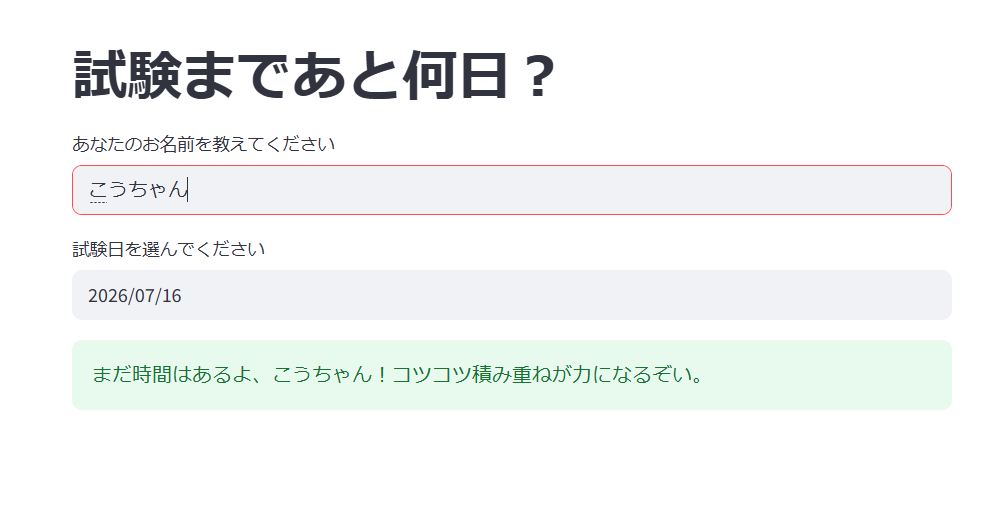 試験まであと何日？
あなたのお名前を教えてください
こうちゃん
試験日を選んでください
2026/07/16
まだ時間はあるよ、こうちゃん！コツコツ積み重ねが力になるぞい。